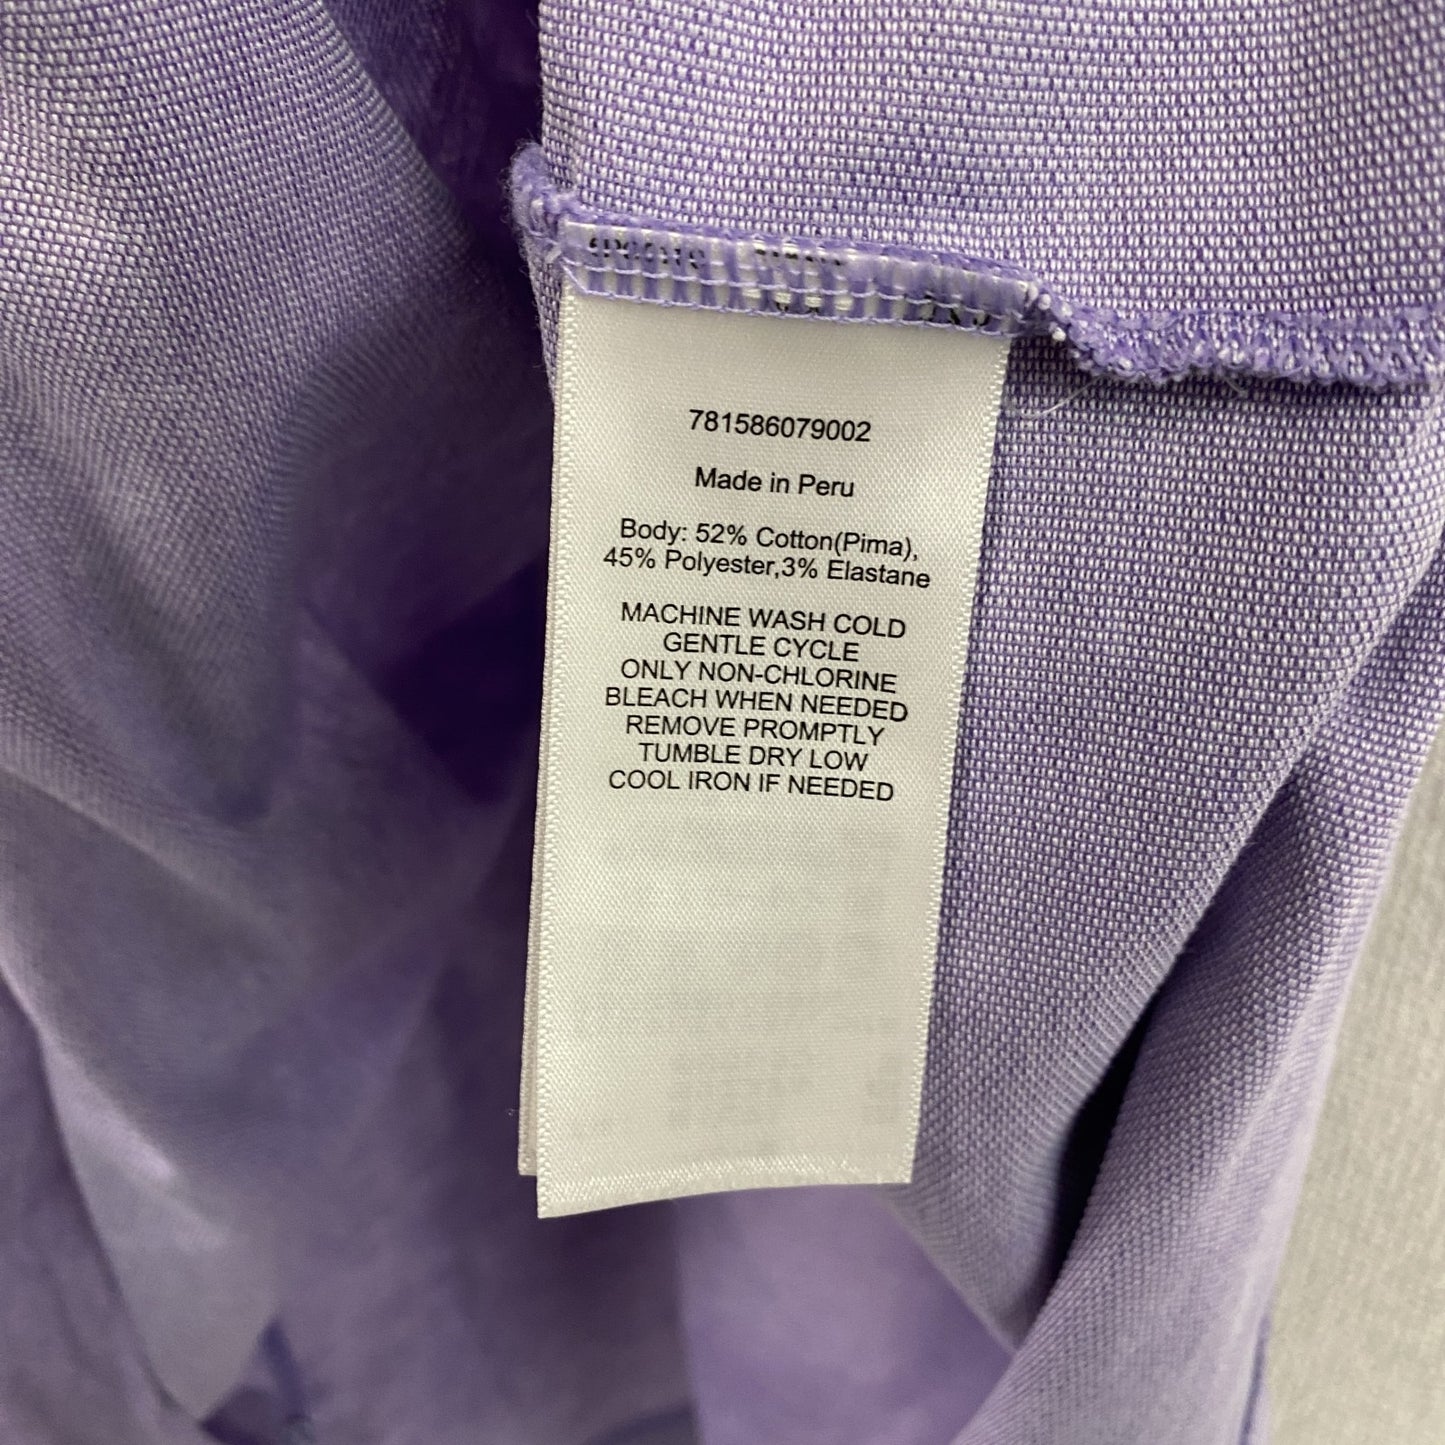 781586079002
Made in Peru
Body: 52% Cotton(Pima),
45% Polyester,3% Elastane
MACHINE WASH COLD
GENTLE CYCLE
ONLY NON-CHLORINE
BLEACH WHEN NEEDED
REMOVE PROMPTLY
TUMBLE DRY LOW
COOL IRON IF NEEDED